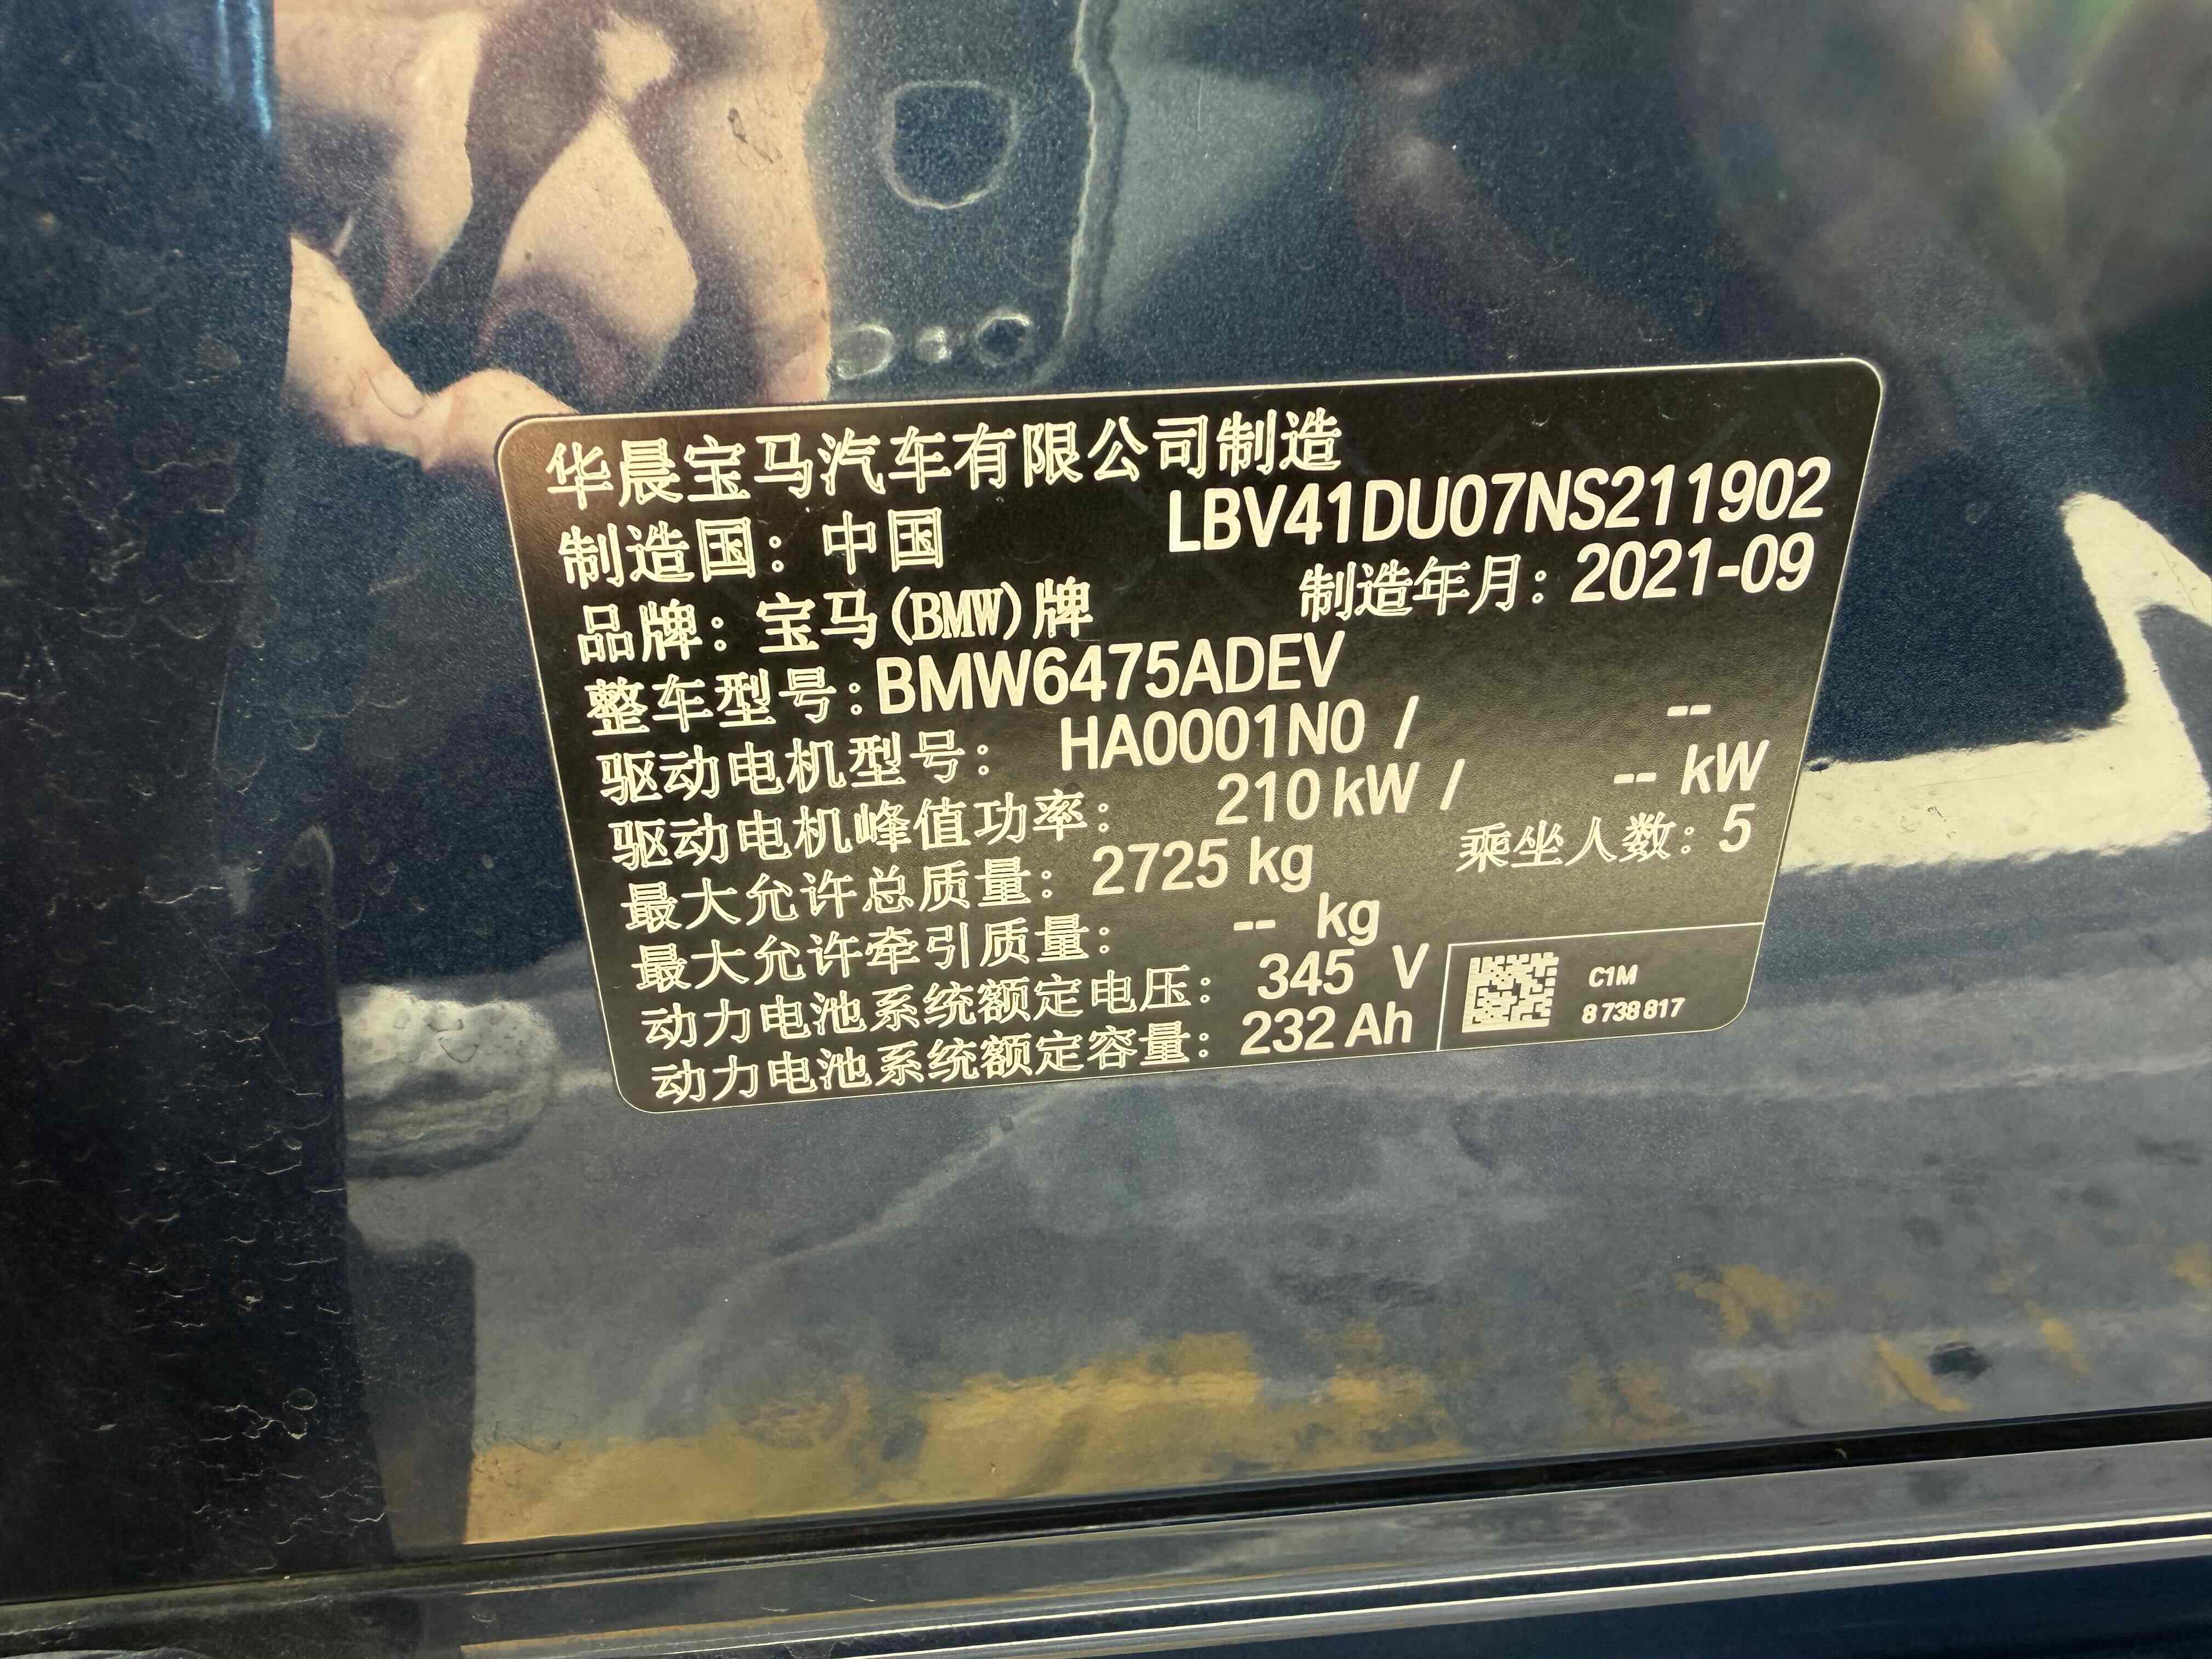 华晨宝马汽车有限公司制造
制造国：中国 LBV41DU07NS211902
品牌：宝马(BMW)牌 制造年月：2021-09
整车型号：BMW6475ADEV
驱动电机型号： HA0001N0 / --
驱动电机峰值功率： 210 kW / -- kW
最大允许总质量：2725 kg 乘坐人数：5
最大允许牵引质量： -- kg
动力电池系统额定电压： 345 V
动力电池系统额定容量：232 Ah
C1M
8 738 817